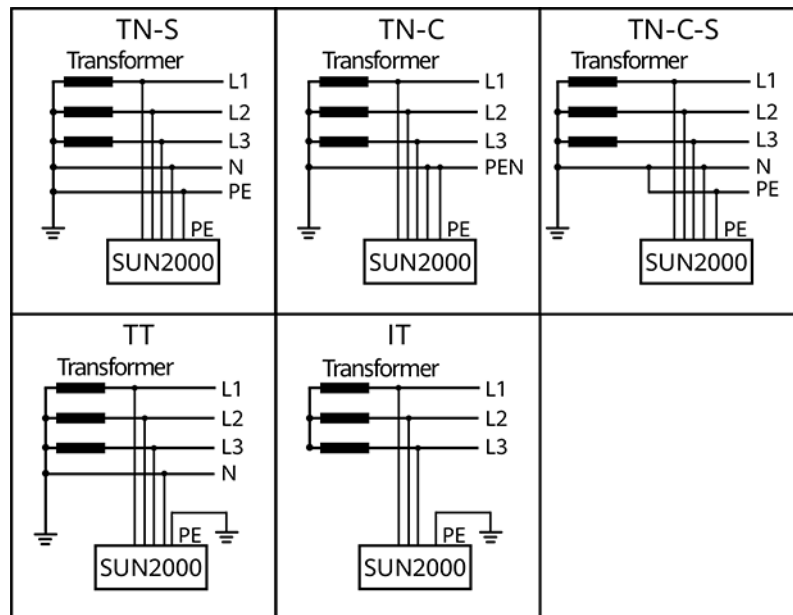 TN-S
Transformer
L1
L2
L3
N
PE
PE
SUN2000
TN-C
Transformer
L1
L2
L3
PEN
PE
SUN2000
TN-C-S
Transformer
L1
L2
L3
N
PE
PE
SUN2000
TT
Transformer
L1
L2
L3
N
PE
SUN2000
IT
Transformer
L1
L2
L3
PE
SUN2000